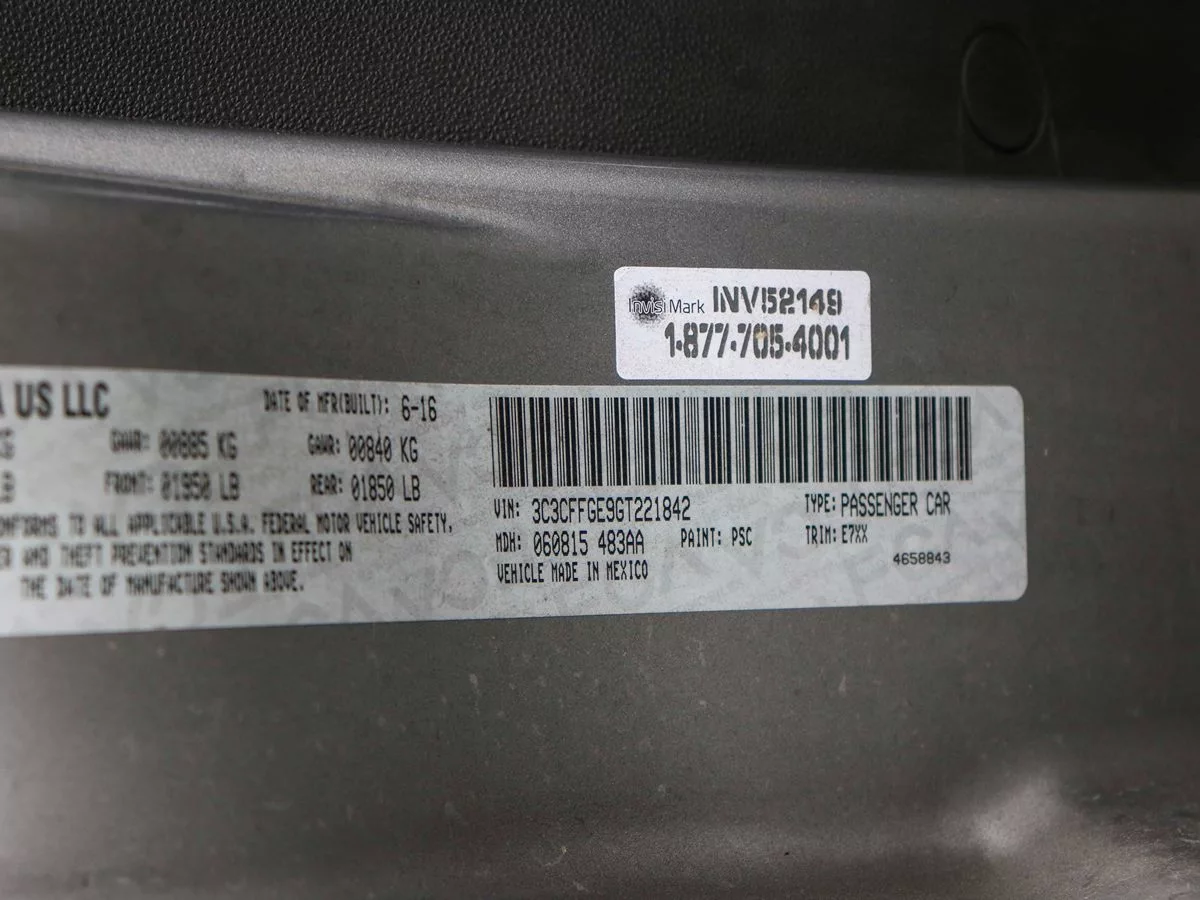 Invisi Mark INV52149
1-877-705-4001
A US LLC
DATE OF MFR(BUILT): 6-16
GAWR: 00885 KG GAWR: 00840 KG
FRONT: 01950 LB REAR: 01850 LB
CONFORMS TO ALL APPLICABLE U.S.A. FEDERAL MOTOR VEHICLE SAFETY,
AND THEFT PREVENTION STANDARDS IN EFFECT ON
THE DATE OF MANUFACTURE SHOWN ABOVE.
VIN: 3C3CFFGE9GT221842 TYPE: PASSENGER CAR
MDH: 060815 483AA PAINT: PSC TRIM: E7XX
VEHICLE MADE IN MEXICO 4658843